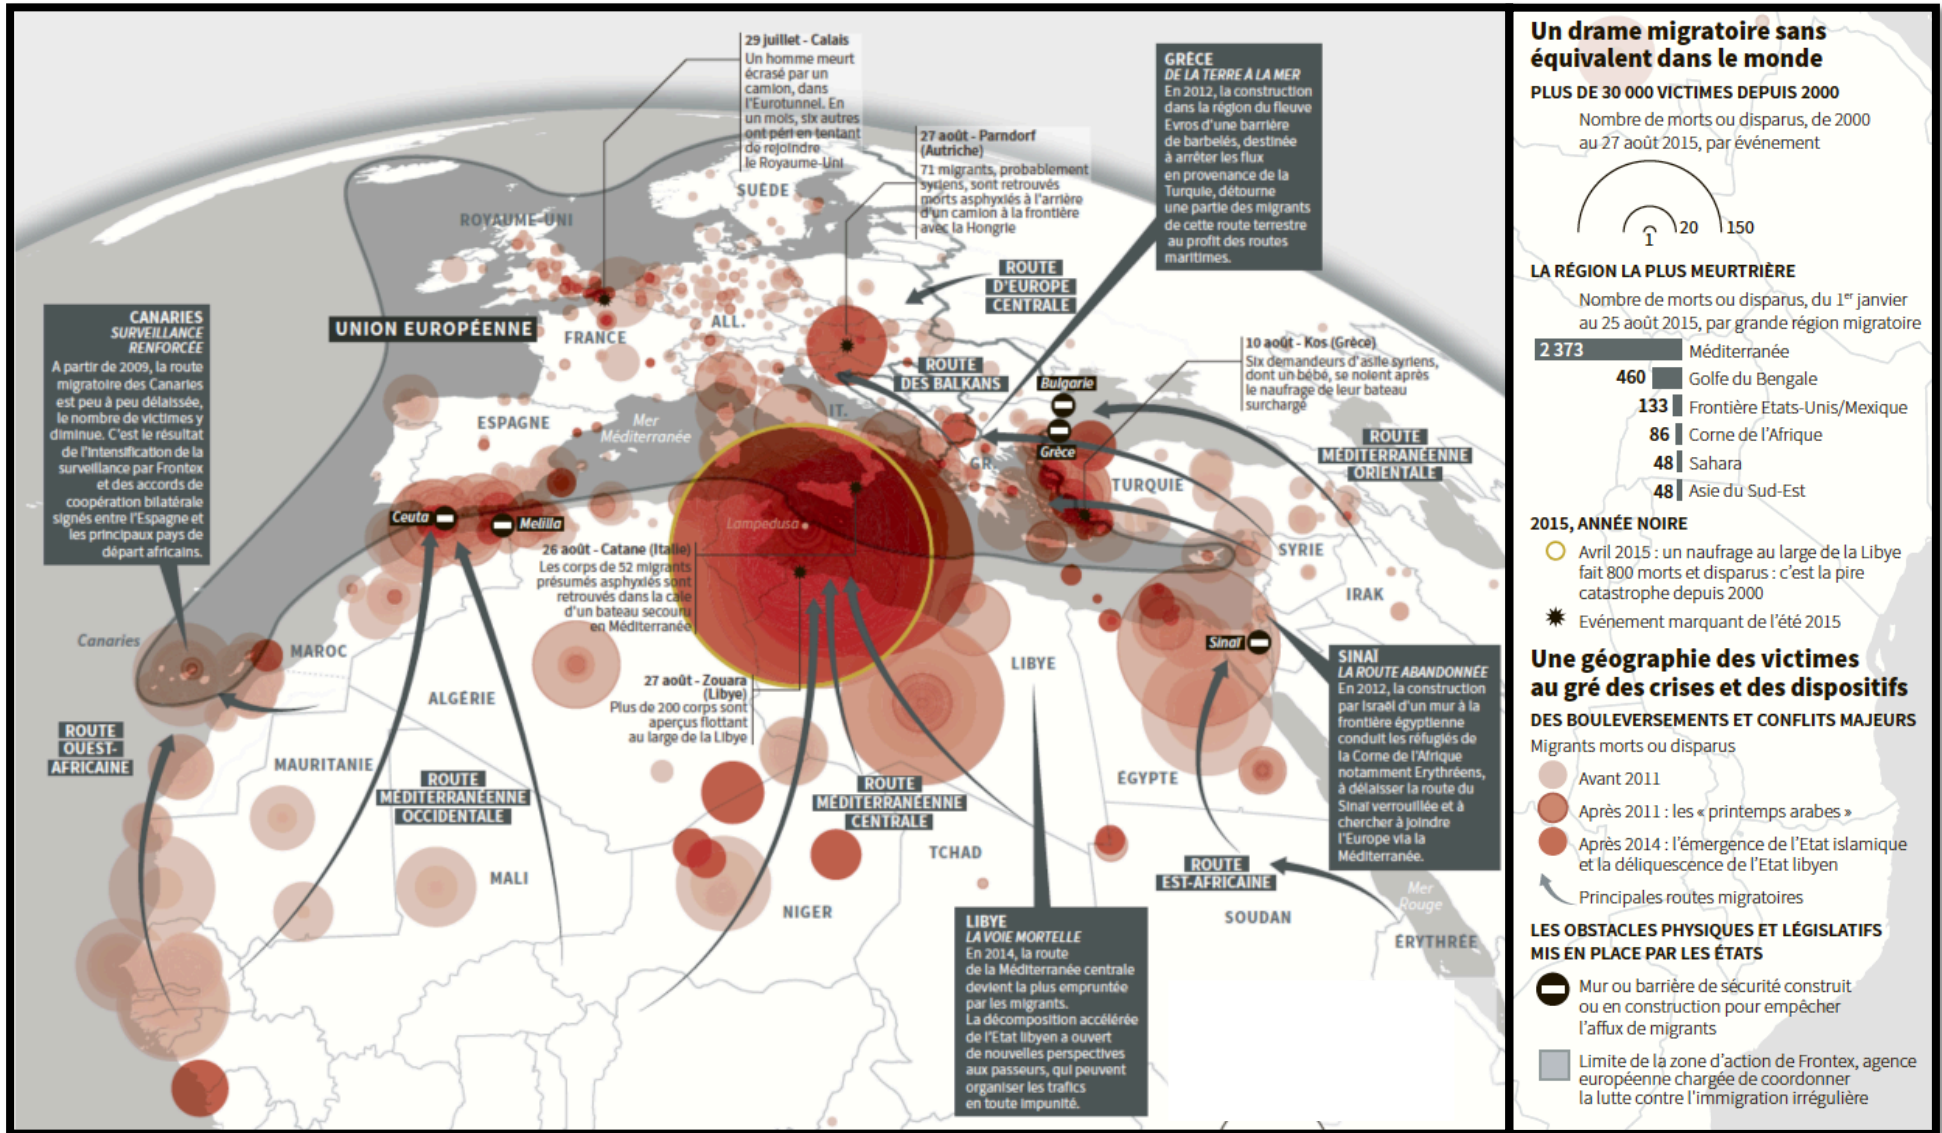 29 juillet - Calais
Un homme meurt
écrasé par un
camion, dans
l'Eurotunnel. En
un mois, six autres
ont péri en tentant
de rejoindre
le Royaume-Uni
27 août - Parndorf
(Autriche)
71 migrants, probablement
syriens, sont retrouvés
morts asphyxiés à l'arrière
d'un camion à la frontière
avec la Hongrie
GRÈCE
DE LA TERRE À LA MER
En 2012, la construction
dans la région du fleuve
Evros d'une barrière
de barbelés, destinée
à arrêter les flux
en provenance de la
Turquie, détourne
une partie des migrants
de cette route terrestre
au profit des routes
maritimes.
SUÈDE
ROYAUME-UNI
ROUTE
D'EUROPE
CENTRALE
CANARIES
SURVEILLANCE
RENFORCÉE
A partir de 2009, la route
migratoire des Canaries
est peu à peu délaissée,
le nombre de victimes y
diminue. C'est le résultat
de l'intensification de la
surveillance par Frontex
et des accords de
coopération bilatérale
signés entre l'Espagne et
les principaux pays de
départ africains.
UNION EUROPÉENNE
FRANCE
ALL.
10 août - Kos (Grèce)
Six demandeurs d'asile syriens,
dont un bébé, se noient après
le naufrage de leur bateau
surchargé
ROUTE
DES BALKANS
Bulgarie
IT.
ESPAGNE
Mer
Méditerranée
Grèce
GR.
ROUTE
MÉDITERRANÉENNE
ORIENTALE
TURQUIE
Ceuta
Melilla
Lampedusa
26 août - Catane (Italie)
Les corps de 52 migrants
présumés asphyxiés sont
retrouvés dans la cale
d'un bateau secouru
en Méditerranée
SYRIE
IRAK
Canaries
MAROC
Sinaï
LIBYE
ALGÉRIE
27 août - Zouara
(Libye)
Plus de 200 corps sont
aperçus flottant
au large de la Libye
SINAÏ
LA ROUTE ABANDONNÉE
En 2012, la construction
par Israël d'un mur à la
frontière égyptienne
conduit les réfugiés de
la Corne de l'Afrique
notamment Erythréens,
à délaisser la route du
Sinaï verrouillée et à
chercher à joindre
l'Europe via la
Méditerranée.
ROUTE
OUEST-
AFRICAINE
MAURITANIE
ROUTE
MÉDITERRANÉENNE
OCCIDENTALE
ROUTE
MÉDITERRANÉENNE
CENTRALE
ÉGYPTE
TCHAD
ROUTE
EST-AFRICAINE
MALI
NIGER
SOUDAN
Mer
Rouge
ÉRYTHRÉE
LIBYE
LA VOIE MORTELLE
En 2014, la route
de la Méditerranée centrale
devient la plus empruntée
par les migrants.
La décomposition accélérée
de l'Etat libyen a ouvert
de nouvelles perspectives
aux passeurs, qui peuvent
organiser les trafics
en toute impunité.
Un drame migratoire sans
équivalent dans le monde
PLUS DE 30 000 VICTIMES DEPUIS 2000
Nombre de morts ou disparus, de 2000
au 27 août 2015, par événement
1 20 150
LA RÉGION LA PLUS MEURTRIÈRE
Nombre de morts ou disparus, du 1er janvier
au 25 août 2015, par grande région migratoire
2 373 Méditerranée
460 Golfe du Bengale
133 Frontière Etats-Unis/Mexique
86 Corne de l'Afrique
48 Sahara
48 Asie du Sud-Est
2015, ANNÉE NOIRE
Avril 2015 : un naufrage au large de la Libye
fait 800 morts et disparus : c'est la pire
catastrophe depuis 2000
Evénement marquant de l'été 2015
Une géographie des victimes
au gré des crises et des dispositifs
DES BOULEVERSEMENTS ET CONFLITS MAJEURS
Migrants morts ou disparus
Avant 2011
Après 2011 : les « printemps arabes »
Après 2014 : l'émergence de l'Etat islamique
et la déliquescence de l'Etat libyen
Principales routes migratoires
LES OBSTACLES PHYSIQUES ET LÉGISLATIFS
MIS EN PLACE PAR LES ÉTATS
Mur ou barrière de sécurité construit
ou en construction pour empêcher
l'afflux de migrants
Limite de la zone d'action de Frontex, agence
européenne chargée de coordonner
la lutte contre l'immigration irrégulière